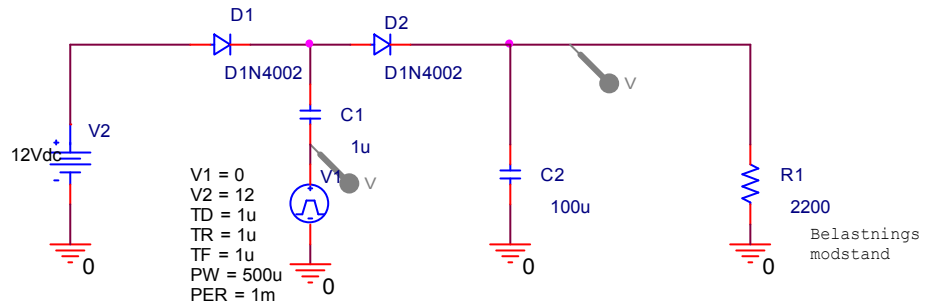 D1
D2
D1N4002
D1N4002
C1
1u
V
V2
12Vdc
+
-
V1
+
-
V
V1 = 0
V2 = 12
TD = 1u
TR = 1u
TF = 1u
PW = 500u
PER = 1m
C2
100u
R1
2200
Belastnings
modstand
0
0
0
0